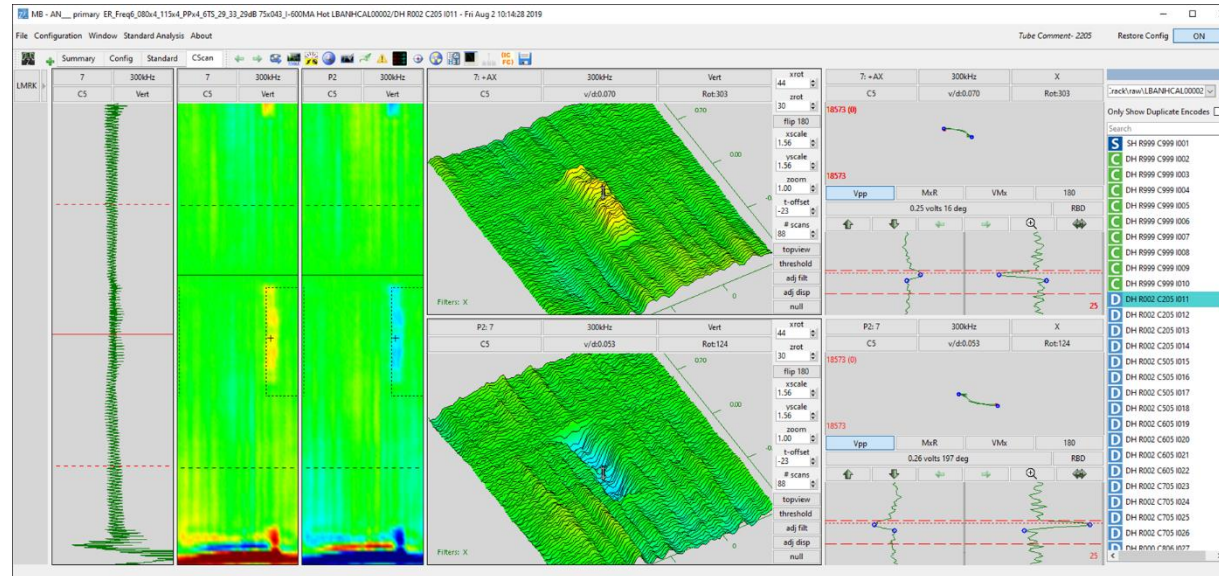 MB - AN__ primary ER_Freq6_080x4_115x4_PPx4_6TS_29_33_29dB 75x043_I-600MA Hot LBANHCAL00002/DH R002 C205 I011 - Fri Aug 2 10:14:28 2019
File Configuration Window Standard Analysis About
Tube Comment- 2205 Restore Config ON
Summary Config Standard CScan
LMRK
7 300kHz
C5 Vert
7 300kHz
C5 Vert
P2 300kHz
C5 Vert
7: +AX 300kHz Vert
C5 v/d:0.070 Rot:303
0.70
0.00
0
Filters: X
xrot
44
zrot
30
flip 180
xscale
1.56
yscale
1.56
zoom
1.00
t-offset
-23
# scans
88
topview
threshold
adj filt
adj disp
null
P2: 7 300kHz Vert
C5 v/d:0.053 Rot:124
0.70
0.00
0
Filters: X
xrot
44
zrot
30
flip 180
xscale
1.56
yscale
1.56
zoom
1.00
t-offset
-23
# scans
88
topview
threshold
adj filt
adj disp
null
7: +AX 300kHz X
C5 v/d:0.070 Rot:303
18573 (0)
18573
Vpp MxR VMx 180
0.25 volts 16 deg RBD
25
P2: 7 300kHz X
C5 v/d:0.053 Rot:124
18573 (0)
18573
Vpp MxR VMx 180
0.26 volts 197 deg RBD
25
Crack\raw\LBANHCAL00002
Only Show Duplicate Encodes
Search
S SH R999 C999 I001
C DH R999 C999 I002
C DH R999 C999 I003
C DH R999 C999 I004
C DH R999 C999 I005
C DH R999 C999 I006
C DH R999 C999 I007
C DH R999 C999 I008
C DH R999 C999 I009
C DH R999 C999 I010
D DH R002 C205 I011
D DH R002 C205 I012
D DH R002 C205 I013
D DH R002 C205 I014
D DH R002 C505 I015
D DH R002 C505 I016
D DH R002 C505 I017
D DH R002 C505 I018
D DH R002 C605 I019
D DH R002 C605 I020
D DH R002 C605 I021
D DH R002 C605 I022
D DH R002 C705 I023
D DH R002 C705 I024
D DH R002 C705 I025
D DH R002 C705 I026